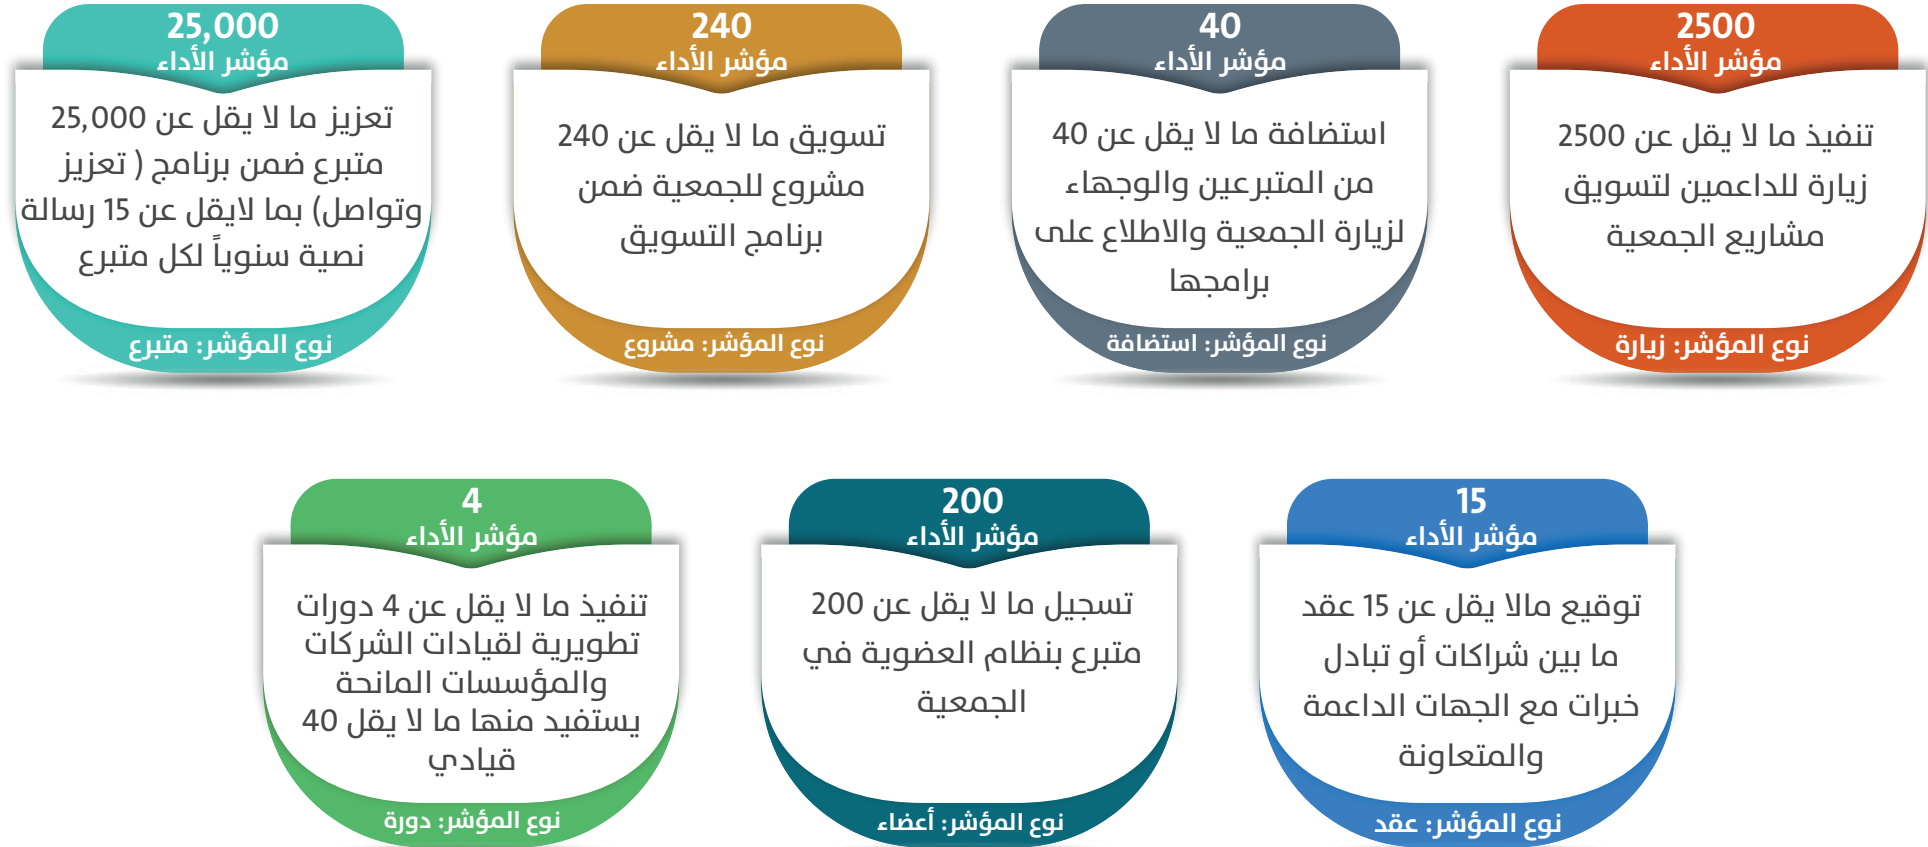 2500
مؤشر الأداء
تنفيذ ما لا يقل عن 2500
زيارة للداعمين لتسويق
مشاريع الجمعية
نوع المؤشر: زيارة
40
مؤشر الأداء
استضافة ما لا يقل عن 40
من المتبرعين والوجهاء
لزيارة الجمعية والاطلاع على
برامجها
نوع المؤشر: استضافة
240
مؤشر الأداء
تسويق ما لا يقل عن 240
مشروع للجمعية ضمن
برنامج التسويق
نوع المؤشر: مشروع
25,000
مؤشر الأداء
تعزيز ما لا يقل عن 25,000
متبرع ضمن برنامج ( تعزيز
وتواصل) بما لايقل عن 15 رسالة
نصية سنوياً لكل متبرع
نوع المؤشر: متبرع
15
مؤشر الأداء
توقيع مالا يقل عن 15 عقد
ما بين شراكات أو تبادل
خبرات مع الجهات الداعمة
والمتعاونة
نوع المؤشر: عقد
200
مؤشر الأداء
تسجيل ما لا يقل عن 200
متبرع بنظام العضوية في
الجمعية
نوع المؤشر: أعضاء
4
مؤشر الأداء
تنفيذ ما لا يقل عن 4 دورات
تطويرية لقيادات الشركات
والمؤسسات المانحة
يستفيد منها ما لا يقل 40
قيادي
نوع المؤشر: دورة